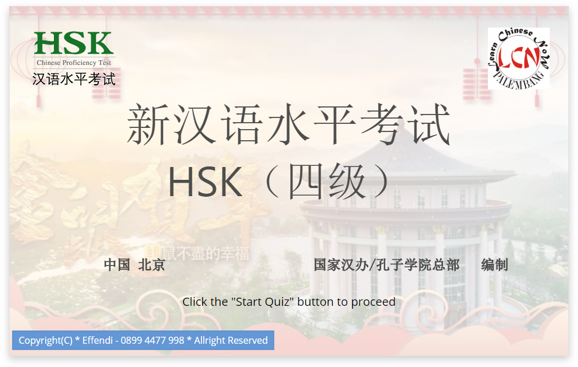 HSK
Chinese Proficiency Test
汉语水平考试
Learn Chinese Now
LCN
PALEMBANG
新汉语水平考试
HSK（四级）
中国 北京
国家汉办/孔子学院总部 编制
Click the "Start Quiz" button to proceed
Copyright(C) * Effendi - 0899 4477 998 * Allright Reserved